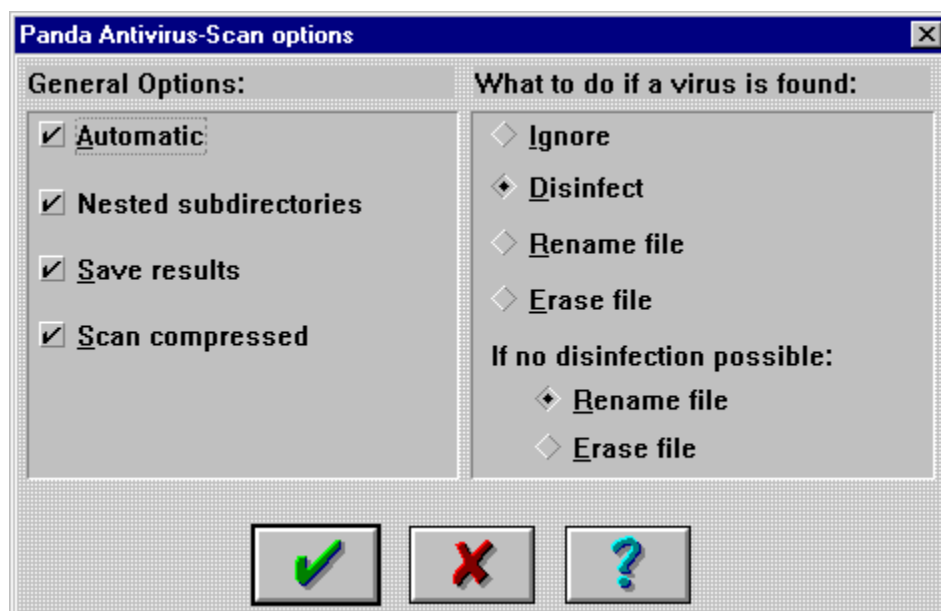 Panda Antivirus-Scan options
General Options:
Automatic
Nested subdirectories
Save results
Scan compressed
What to do if a virus is found:
Ignore
Disinfect
Rename file
Erase file
If no disinfection possible:
Rename file
Erase file
?